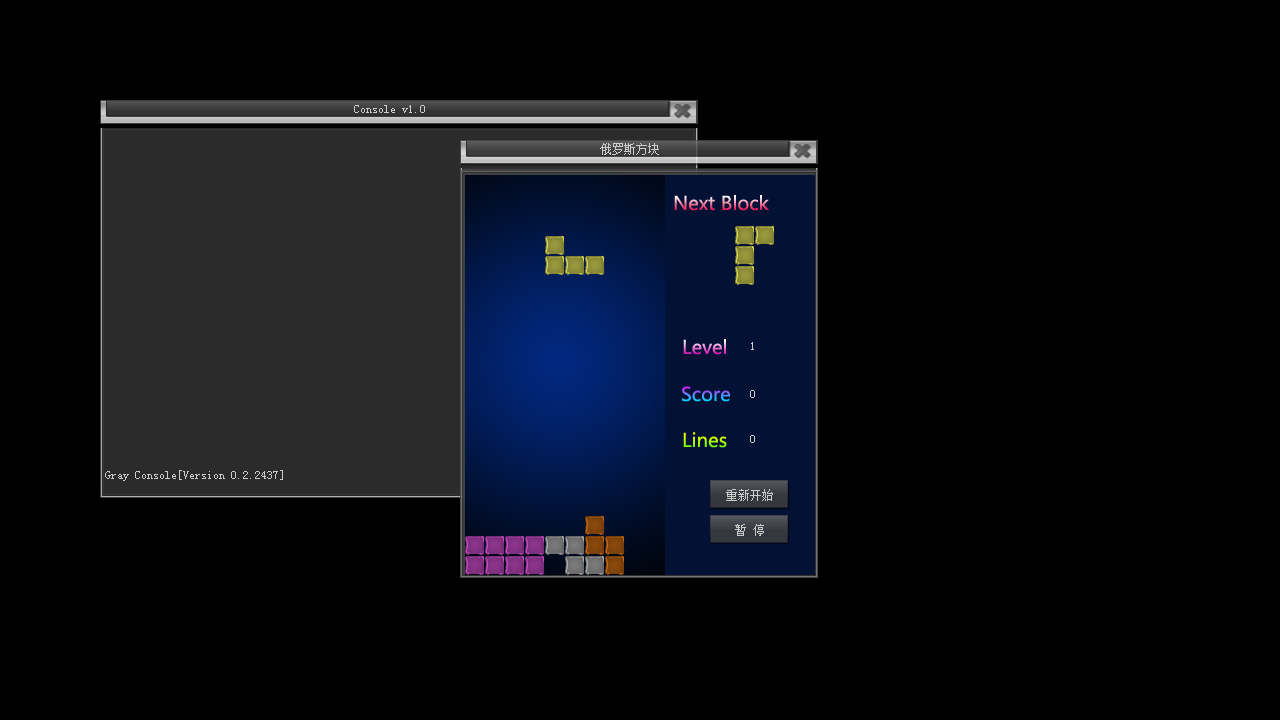 Console v1.0
俄罗斯方块
Next Block
Level 1
Score 0
Lines 0
Gray Console[Version 0.2.2437]
重新开始
暂 停